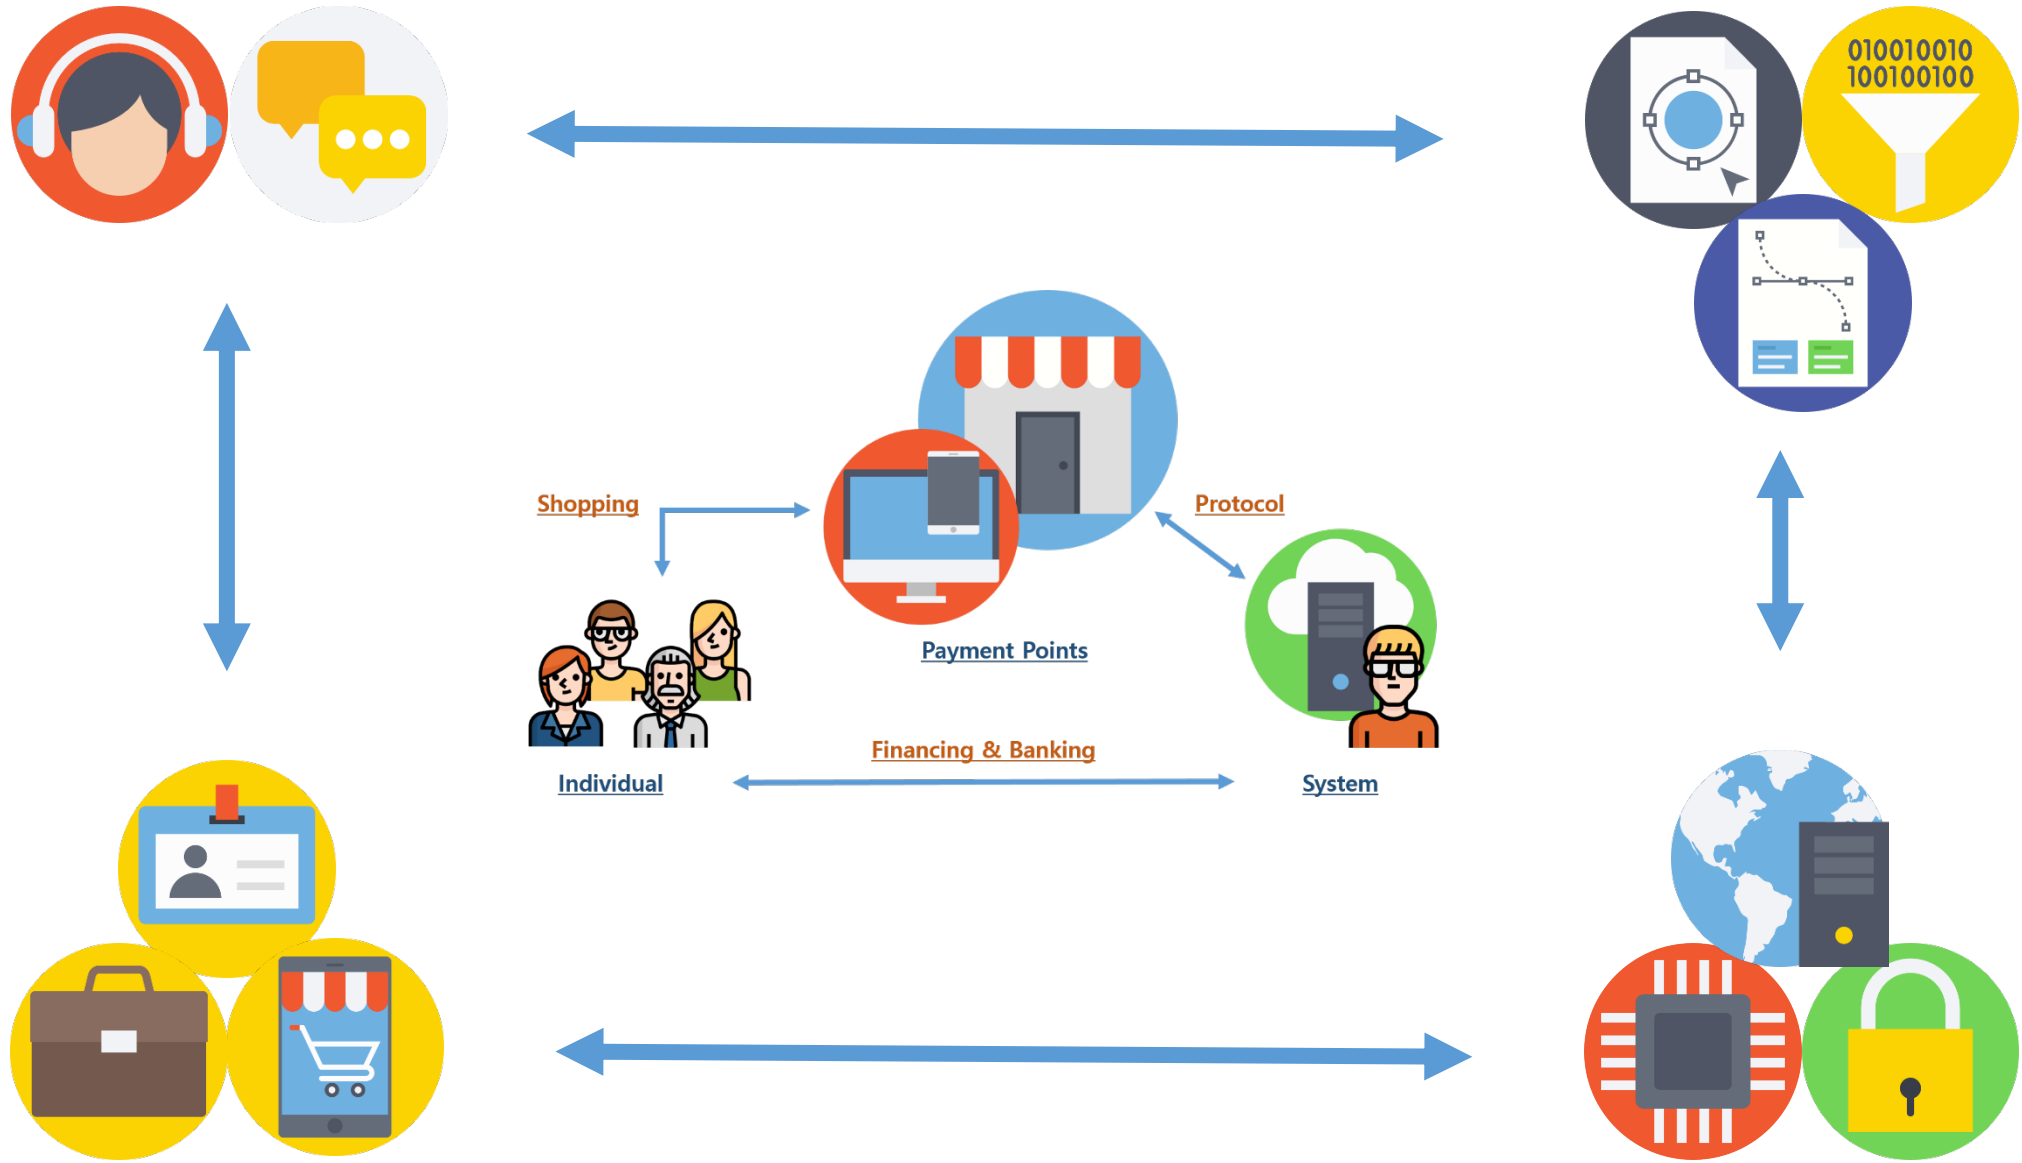 010010010
100100100
Shopping
Protocol
Payment Points
Financing & Banking
Individual
System